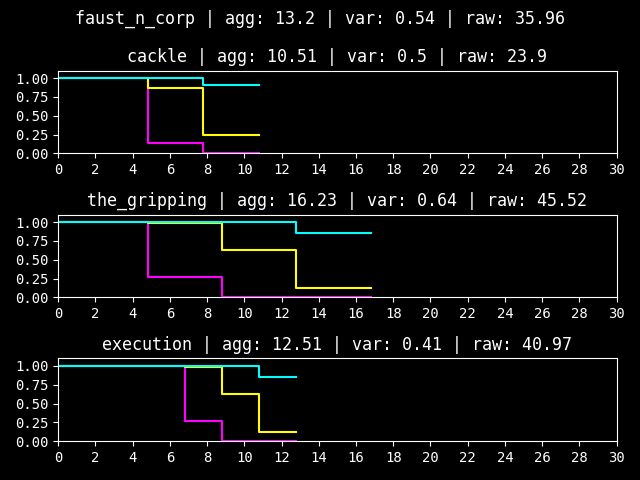 faust_n_corp | agg: 13.2 | var: 0.54 | raw: 35.96
cackle | agg: 10.51 | var: 0.5 | raw: 23.9
1.00
0.75
0.50
0.25
0.00
0 2 4 6 8 10 12 14 16 18 20 22 24 26 28 30
the_gripping | agg: 16.23 | var: 0.64 | raw: 45.52
1.00
0.75
0.50
0.25
0.00
0 2 4 6 8 10 12 14 16 18 20 22 24 26 28 30
execution | agg: 12.51 | var: 0.41 | raw: 40.97
1.00
0.75
0.50
0.25
0.00
0 2 4 6 8 10 12 14 16 18 20 22 24 26 28 30